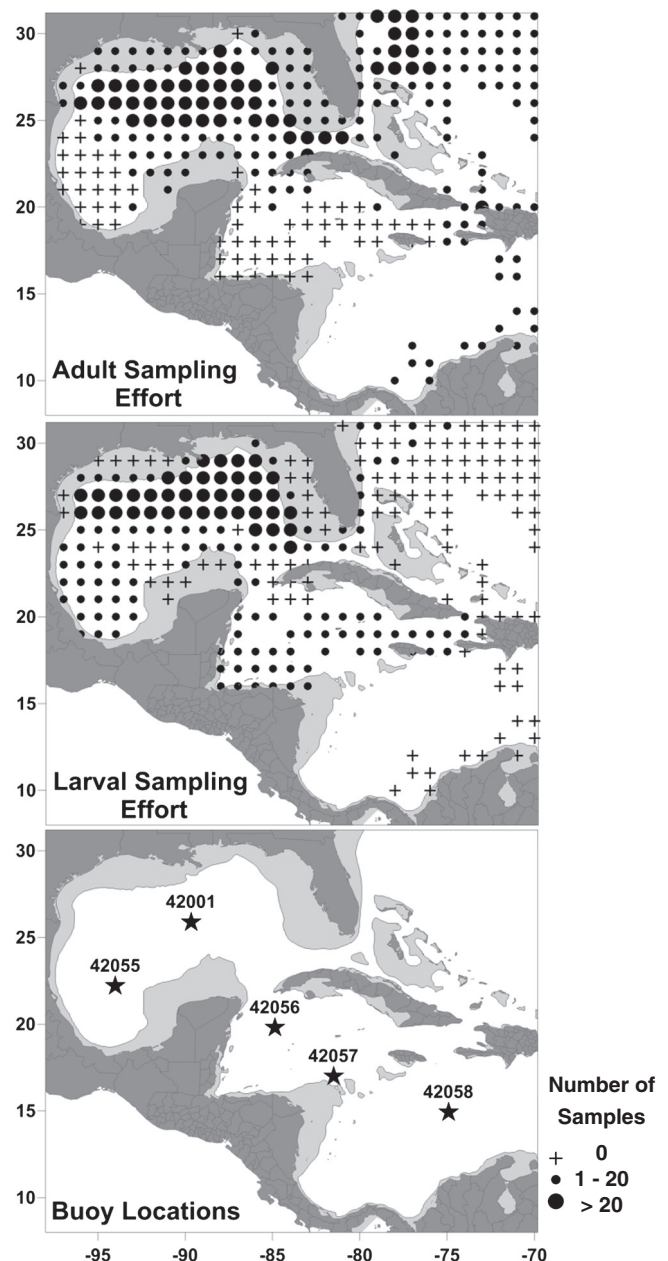 30
25
20
15
10
Adult Sampling
Effort
30
25
20
15
10
Larval Sampling
Effort
30
25
20
15
10
42001
42055
42056
42057
42058
Buoy Locations
-95 -90 -85 -80 -75 -70
Number of
Samples
+ 0
● 1 - 20
● > 20